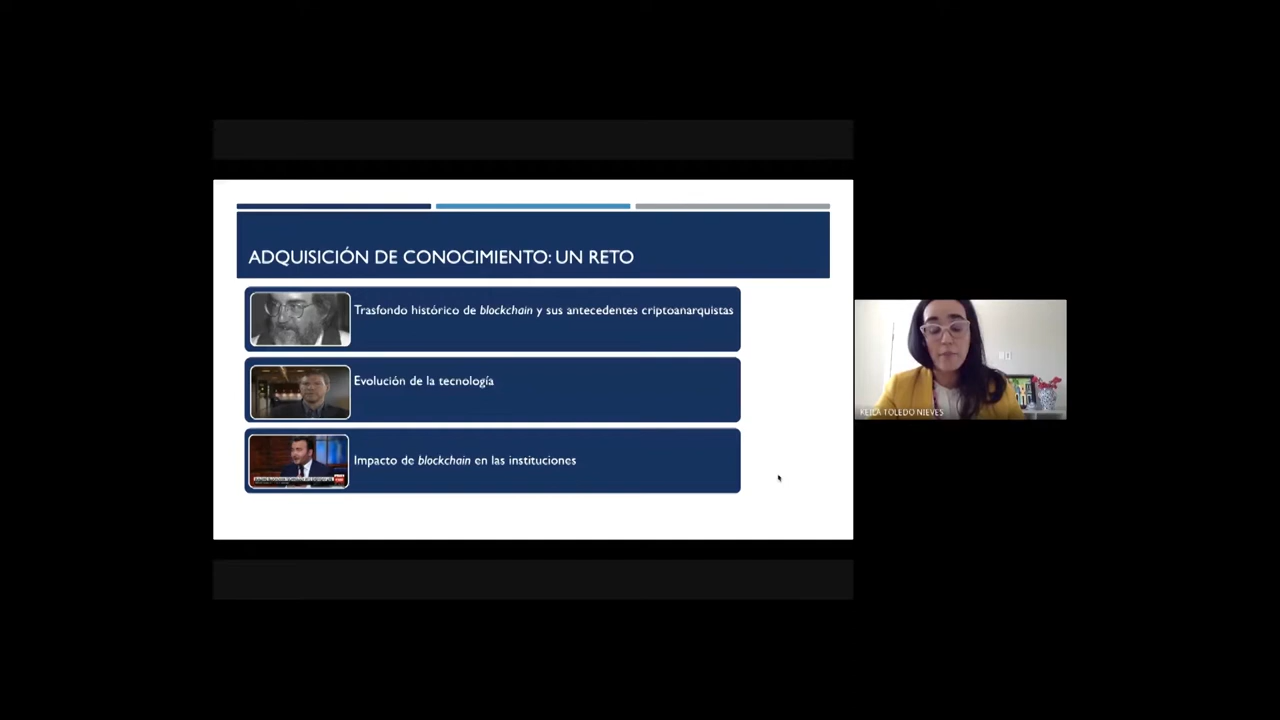 ADQUISICIÓN DE CONOCIMIENTO: UN RETO
Trasfondo histórico de blockchain y sus antecedentes criptoanarquistas
Evolución de la tecnología
Impacto de blockchain en las instituciones
KEILA TOLEDO NIEVES